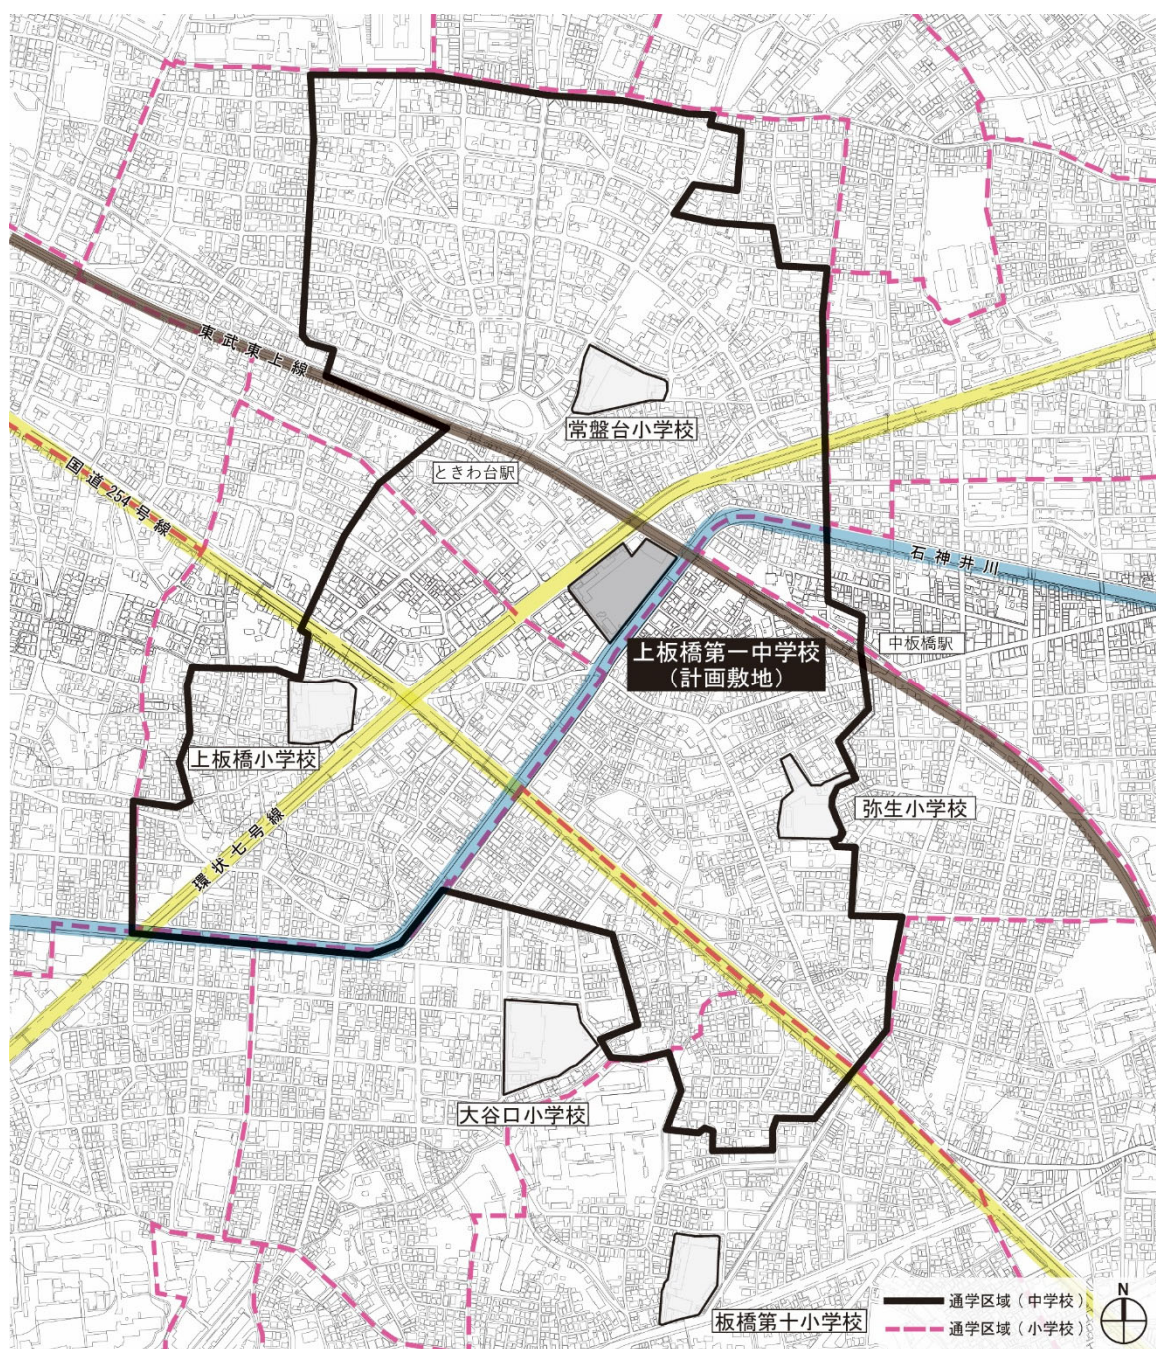 東武東上線
常盤台小学校
ときわ台駅
国道254号線
石神井川
中板橋駅
上板橋第一中学校
（計画敷地）
上板橋小学校
弥生小学校
環状七号線
大谷口小学校
板橋第十小学校
N
通学区域（中学校）
通学区域（小学校）